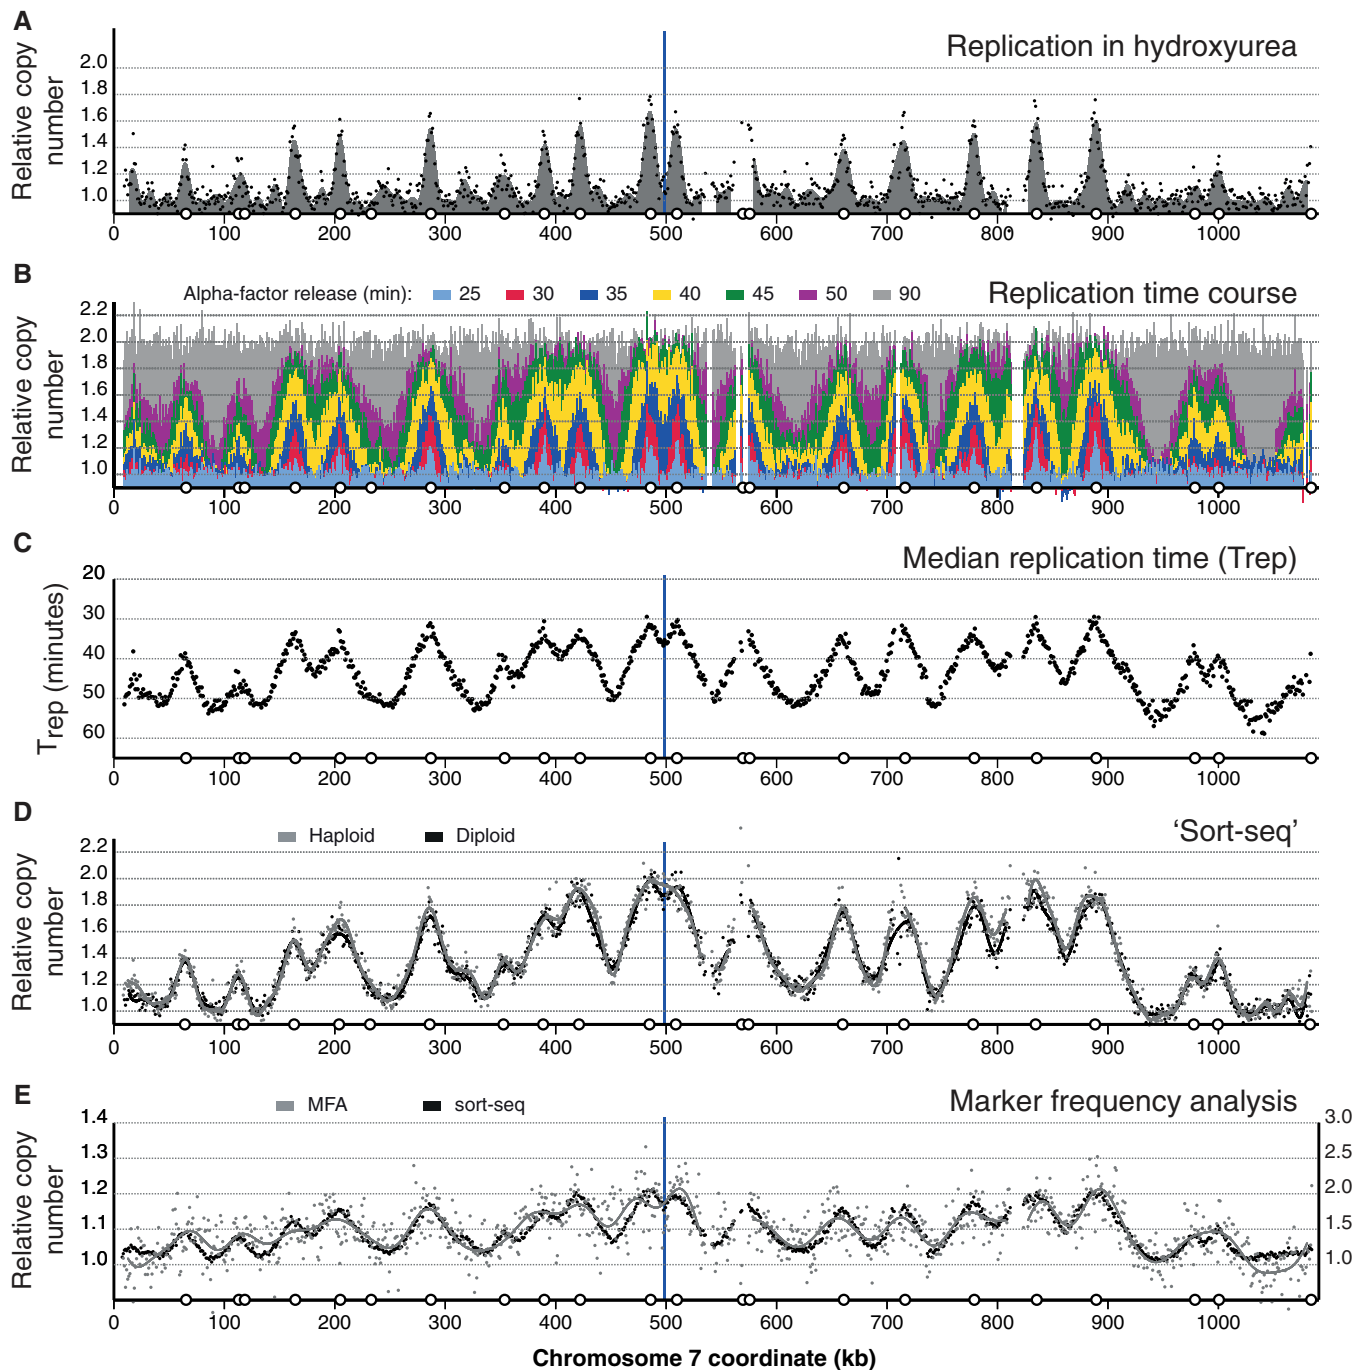 A
Replication in hydroxyurea
Relative copy
number
2.0
1.8
1.6
1.4
1.2
1.0
0 100 200 300 400 500 600 700 800 900 1000
B
Alpha-factor release (min): 25 30 35 40 45 50 90
Replication time course
Relative copy
number
2.2
2.0
1.8
1.6
1.4
1.2
1.0
0 100 200 300 400 500 600 700 800 900 1000
C
Median replication time (Trep)
Trep (minutes)
20
30
40
50
60
0 100 200 300 400 500 600 700 800 900 1000
D
Haploid Diploid
‘Sort-seq’
Relative copy
number
2.2
2.0
1.8
1.6
1.4
1.2
1.0
0 100 200 300 400 500 600 700 800 900 1000
E
MFA sort-seq
Marker frequency analysis
Relative copy
number
1.4 3.0
1.3 2.5
1.2 2.0
1.1 1.5
1.0 1.0
0 100 200 300 400 500 600 700 800 900 1000
Chromosome 7 coordinate (kb)